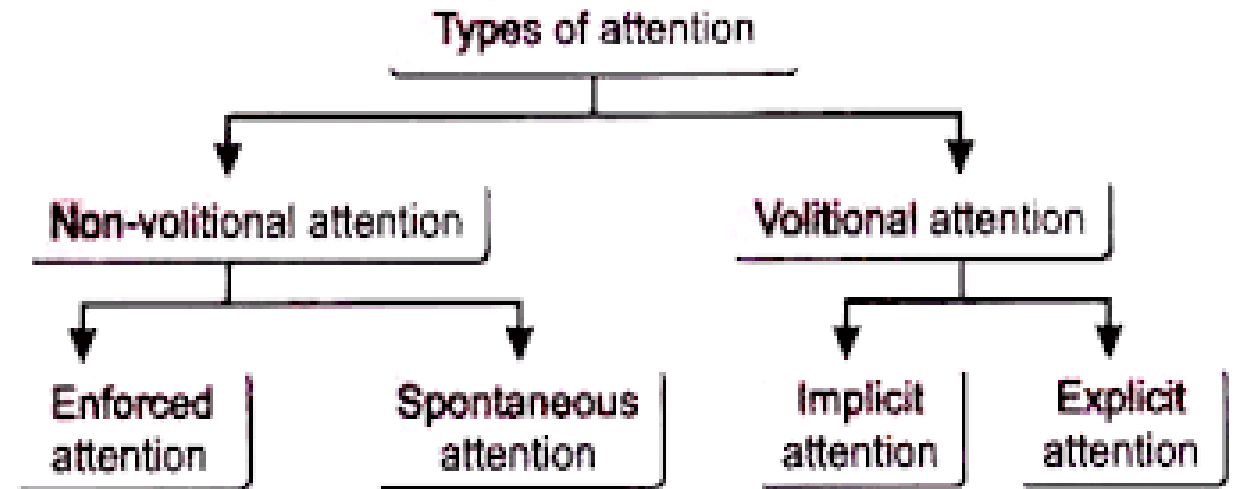 Types of attention
Non-volitional attention
Volitional attention
Enforced
attention
Spontaneous
attention
Implicit
attention
Explicit
attention